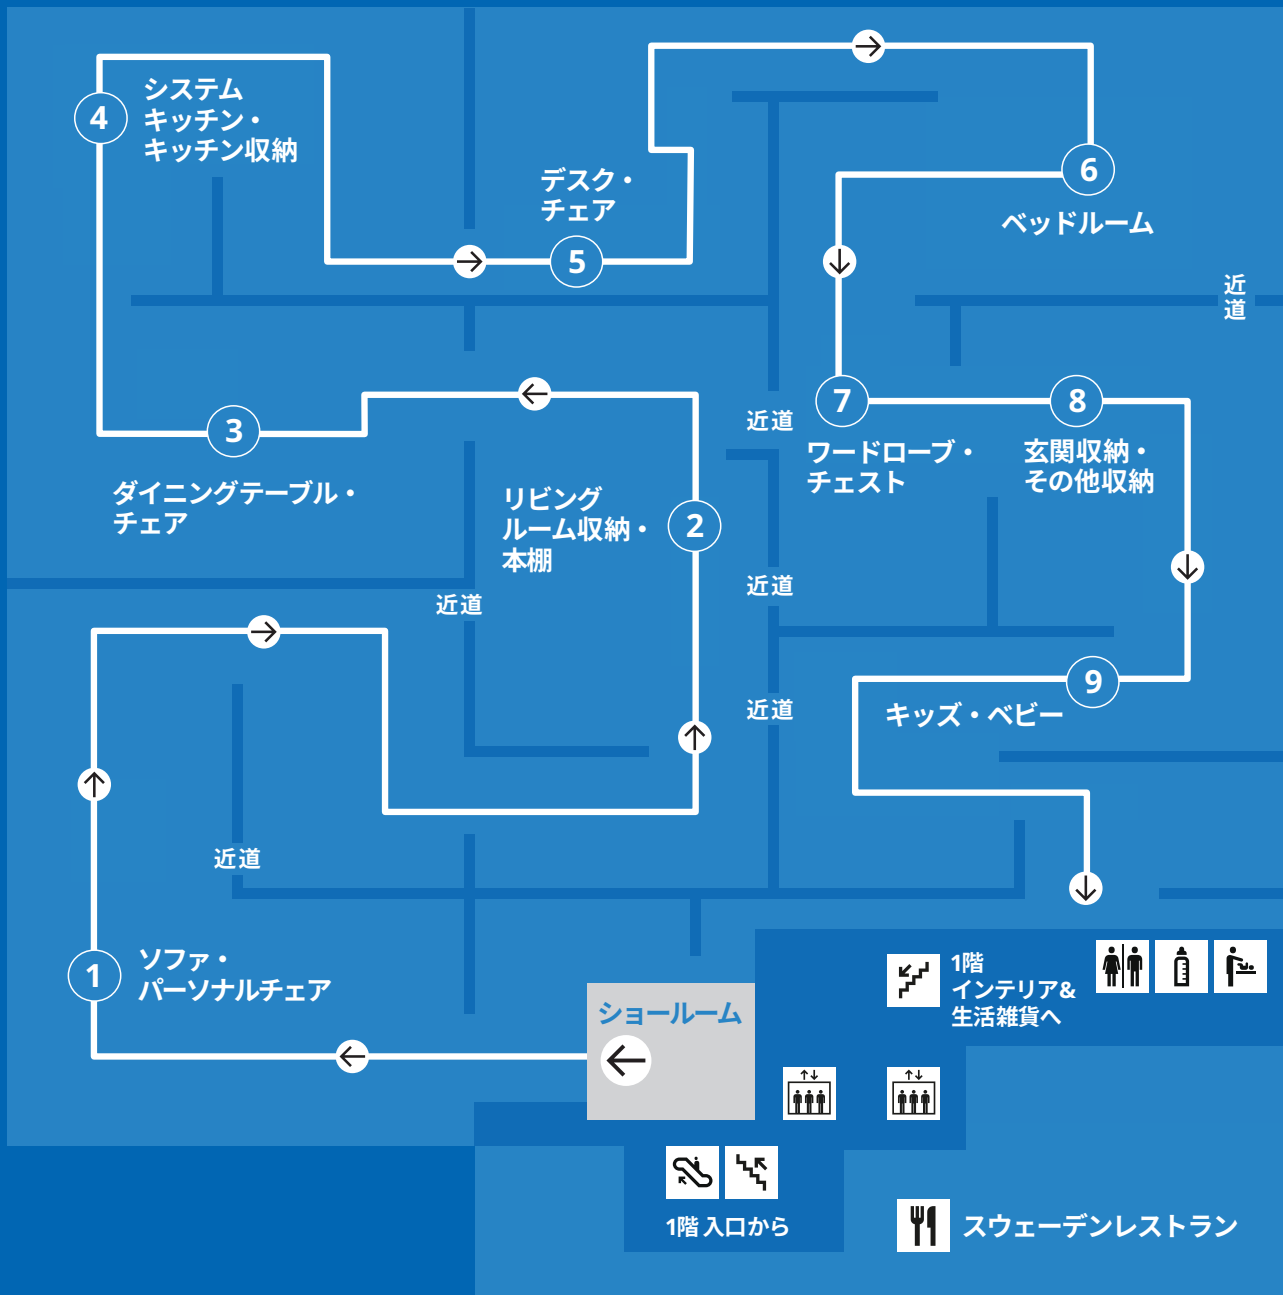 4
システム
キッチン・
キッチン収納
デスク・
チェア
5
6
ベッドルーム
近
道
3
ダイニングテーブル・
チェア
リビング
ルーム収納・
本棚
2
近道
7
ワードローブ・
チェスト
8
玄関収納・
その他収納
近道
近道
近道
9
キッズ・ベビー
近道
1
ソファ・
パーソナルチェア
ショールーム
1階
インテリア&
生活雑貨へ
1階 入口から
スウェーデンレストラン